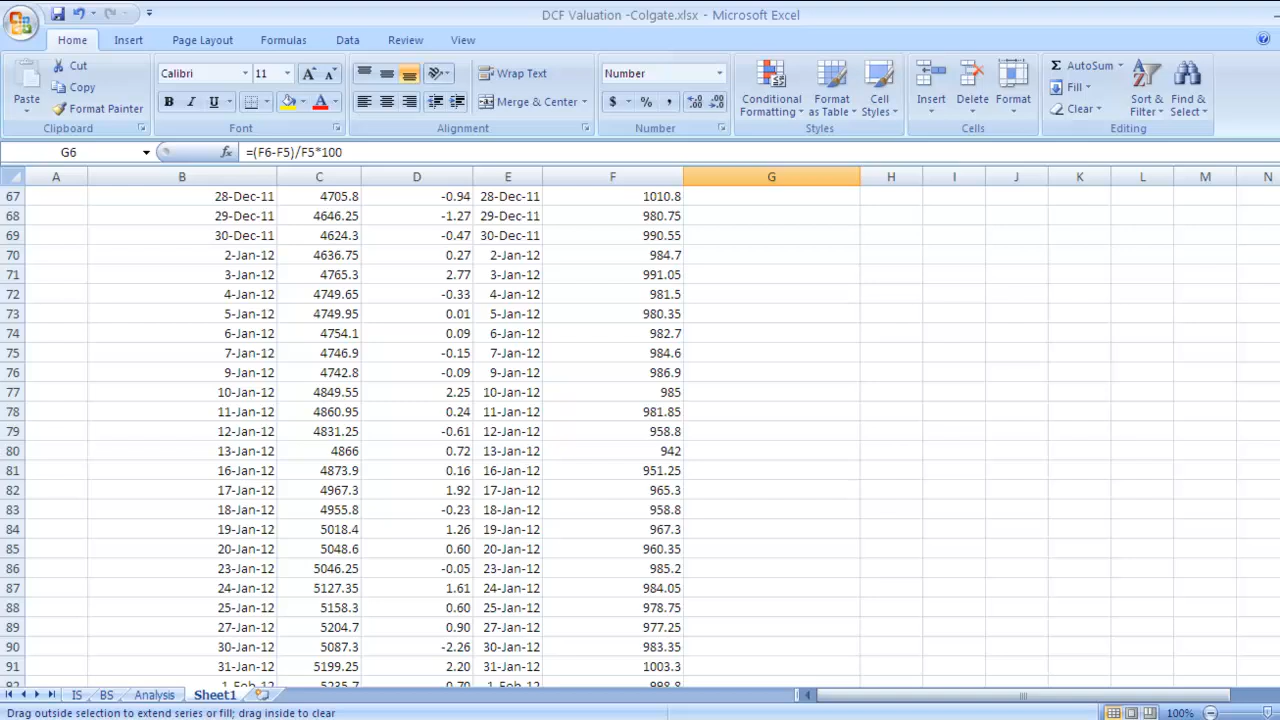 DCF Valuation -Colgate.xlsx - Microsoft Excel
Home Insert Page Layout Formulas Data Review View
Paste Cut Copy Format Painter
Calibri 11 B I U A A A
Wrap Text Merge & Center
Number $ % ,
Conditional Formatting Format as Table Cell Styles
Insert Delete Format
Σ AutoSum Fill Clear Sort & Filter Find & Select
Clipboard Font Alignment Number Styles Cells Editing
G6 fx =(F6-F5)/F5*100
A B C D E F G H I J K L M N
67 28-Dec-11 4705.8 -0.94 28-Dec-11 1010.8
68 29-Dec-11 4646.25 -1.27 29-Dec-11 980.75
69 30-Dec-11 4624.3 -0.47 30-Dec-11 990.55
70 2-Jan-12 4636.75 0.27 2-Jan-12 984.7
71 3-Jan-12 4765.3 2.77 3-Jan-12 991.05
72 4-Jan-12 4749.65 -0.33 4-Jan-12 981.5
73 5-Jan-12 4749.95 0.01 5-Jan-12 980.35
74 6-Jan-12 4754.1 0.09 6-Jan-12 982.7
75 7-Jan-12 4746.9 -0.15 7-Jan-12 984.6
76 9-Jan-12 4742.8 -0.09 9-Jan-12 986.9
77 10-Jan-12 4849.55 2.25 10-Jan-12 985
78 11-Jan-12 4860.95 0.24 11-Jan-12 981.85
79 12-Jan-12 4831.25 -0.61 12-Jan-12 958.8
80 13-Jan-12 4866 0.72 13-Jan-12 942
81 16-Jan-12 4873.9 0.16 16-Jan-12 951.25
82 17-Jan-12 4967.3 1.92 17-Jan-12 965.3
83 18-Jan-12 4955.8 -0.23 18-Jan-12 958.8
84 19-Jan-12 5018.4 1.26 19-Jan-12 967.3
85 20-Jan-12 5048.6 0.60 20-Jan-12 960.35
86 23-Jan-12 5046.25 -0.05 23-Jan-12 985.2
87 24-Jan-12 5127.35 1.61 24-Jan-12 984.05
88 25-Jan-12 5158.3 0.60 25-Jan-12 978.75
89 27-Jan-12 5204.7 0.90 27-Jan-12 977.25
90 30-Jan-12 5087.3 -2.26 30-Jan-12 983.35
91 31-Jan-12 5199.25 2.20 31-Jan-12 1003.3
92 1-Feb-12 5235.7 0.70 1-Feb-12 998.8
IS BS Analysis Sheet1
Drag outside selection to extend series or fill; drag inside to clear 100%